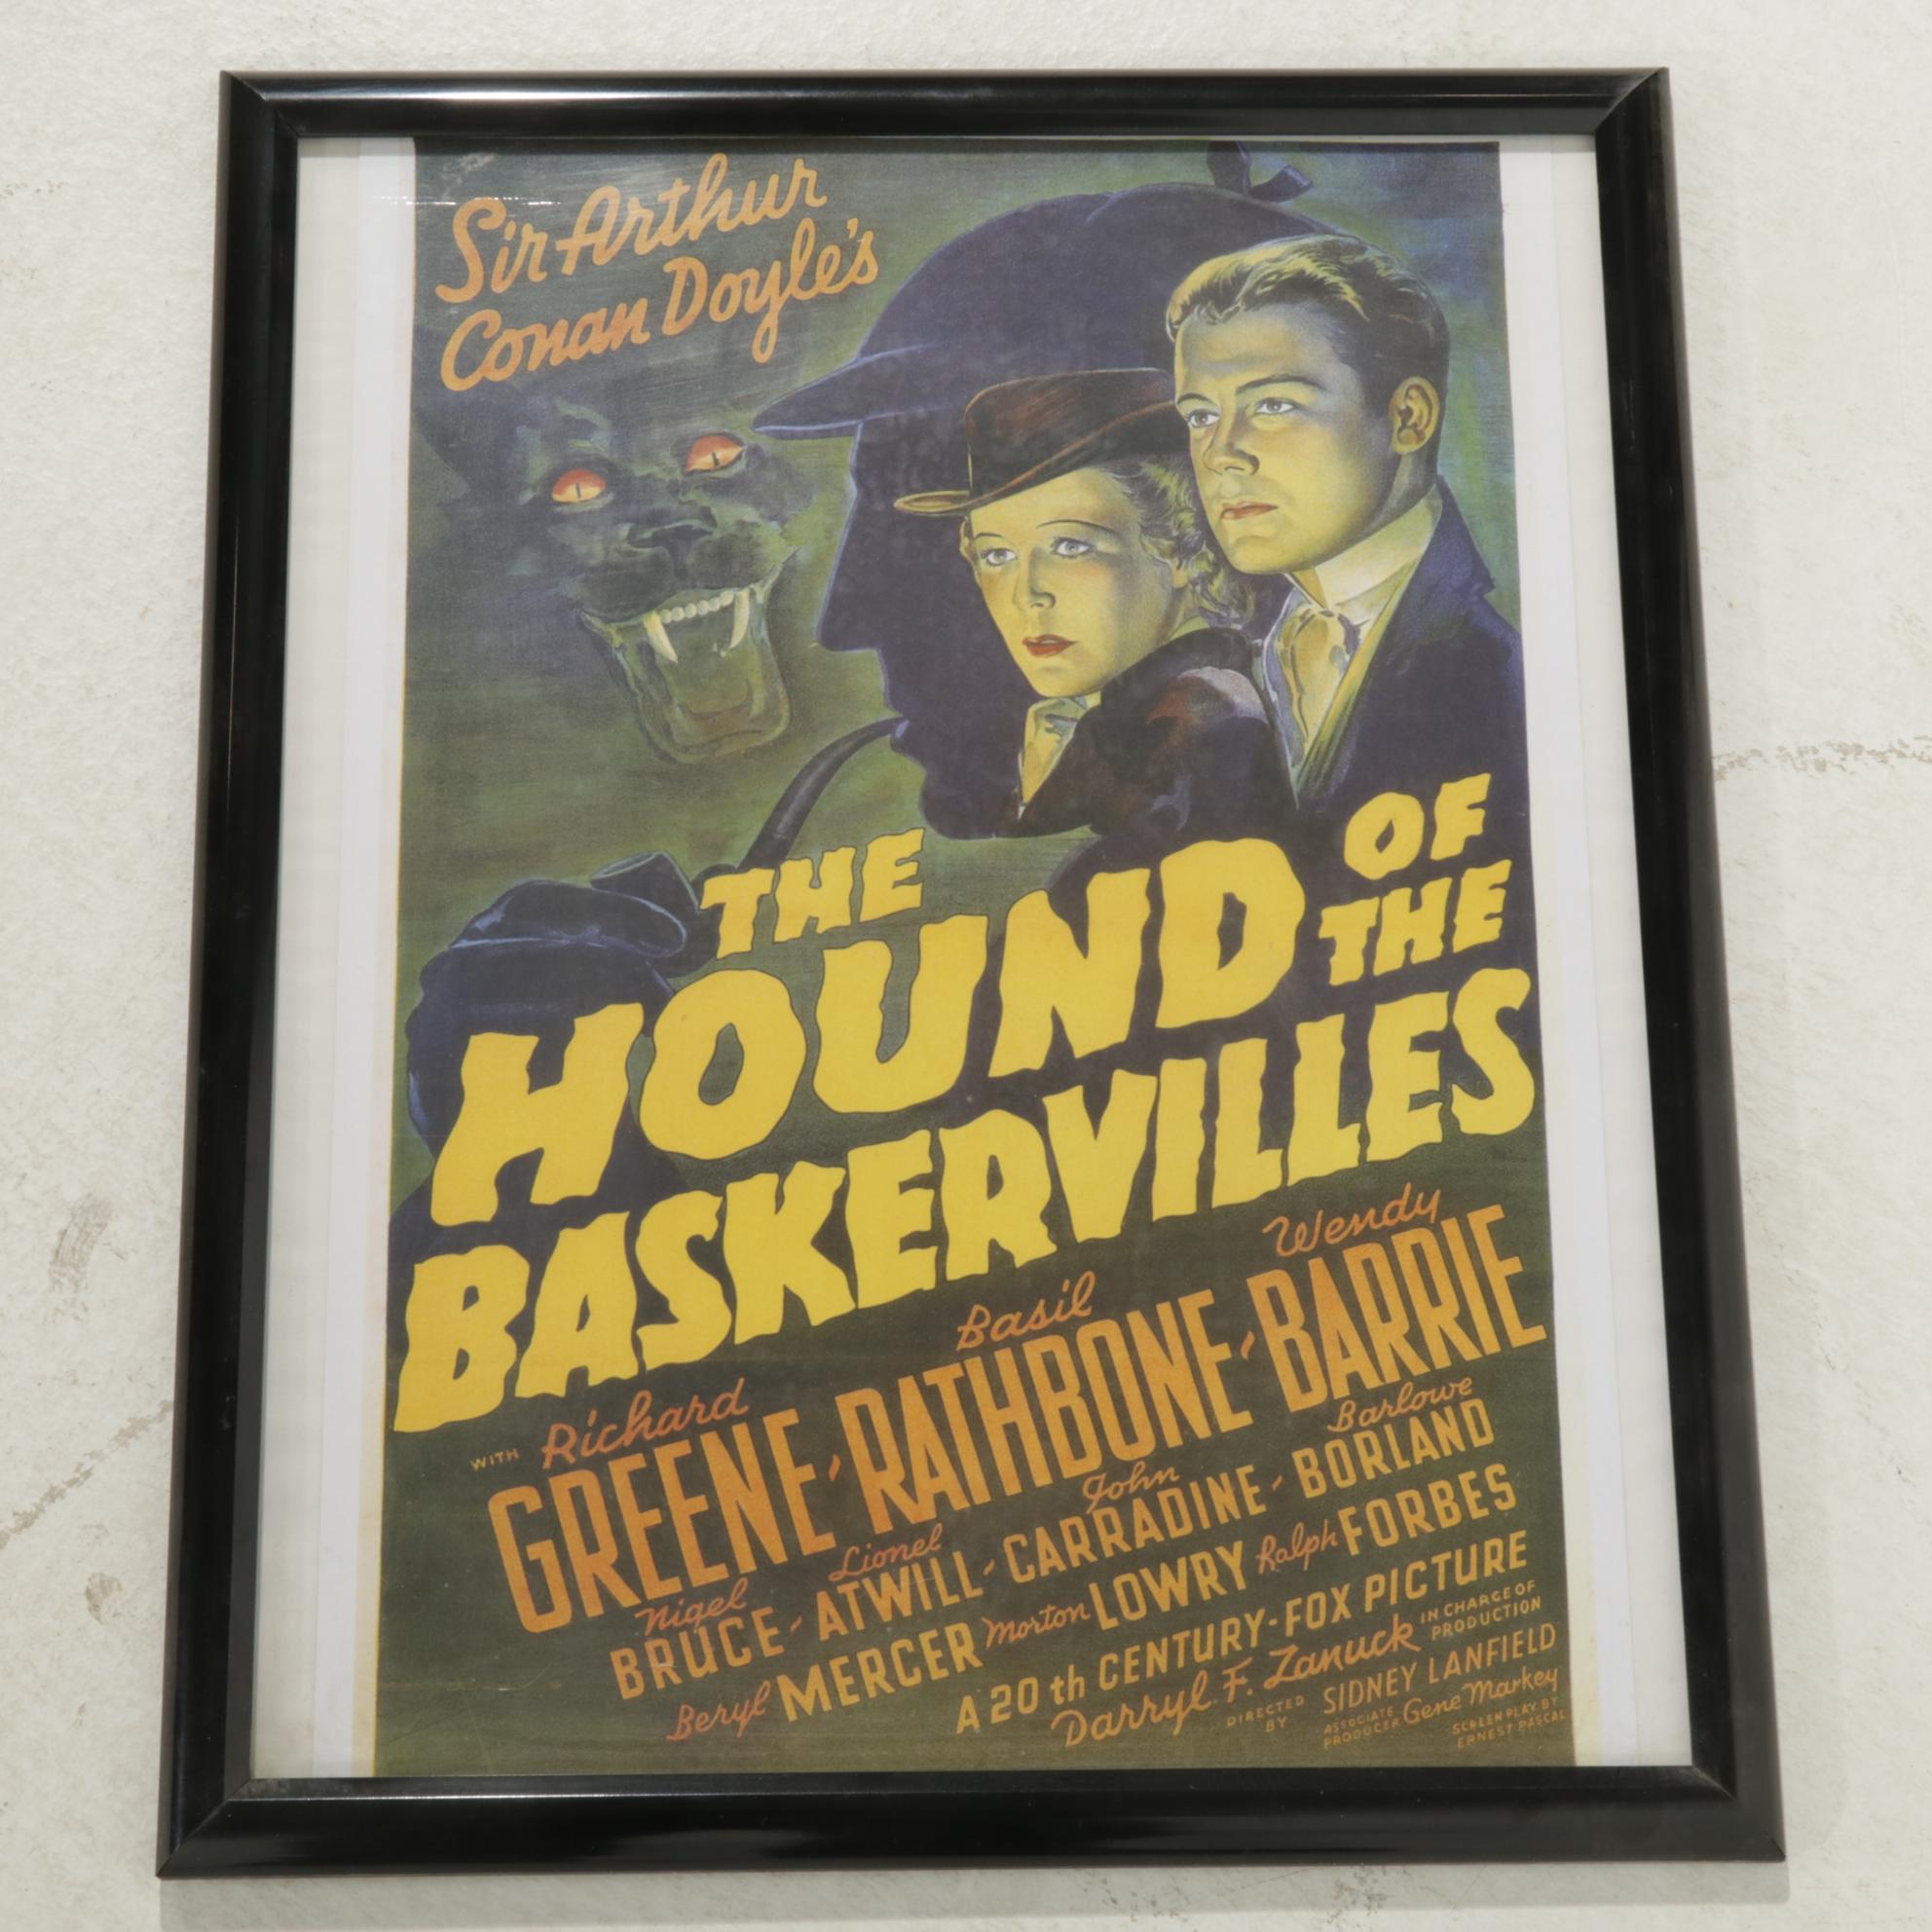 Sir Arthur
Conan Doyle's
THE
HOUND OF THE
BASKERVILLES
WITH Richard GREENE - Basil RATHBONE - Wendy BARRIE
Nigel BRUCE - Lionel ATWILL - John CARRADINE - Barlowe BORLAND
Beryl MERCER Morton LOWRY Ralph FORBES
A 20th CENTURY-FOX PICTURE
Darryl F. Zanuck IN CHARGE OF PRODUCTION
DIRECTED BY SIDNEY LANFIELD
ASSOCIATE PRODUCER Gene Markey
SCREEN PLAY BY ERNEST PASCAL